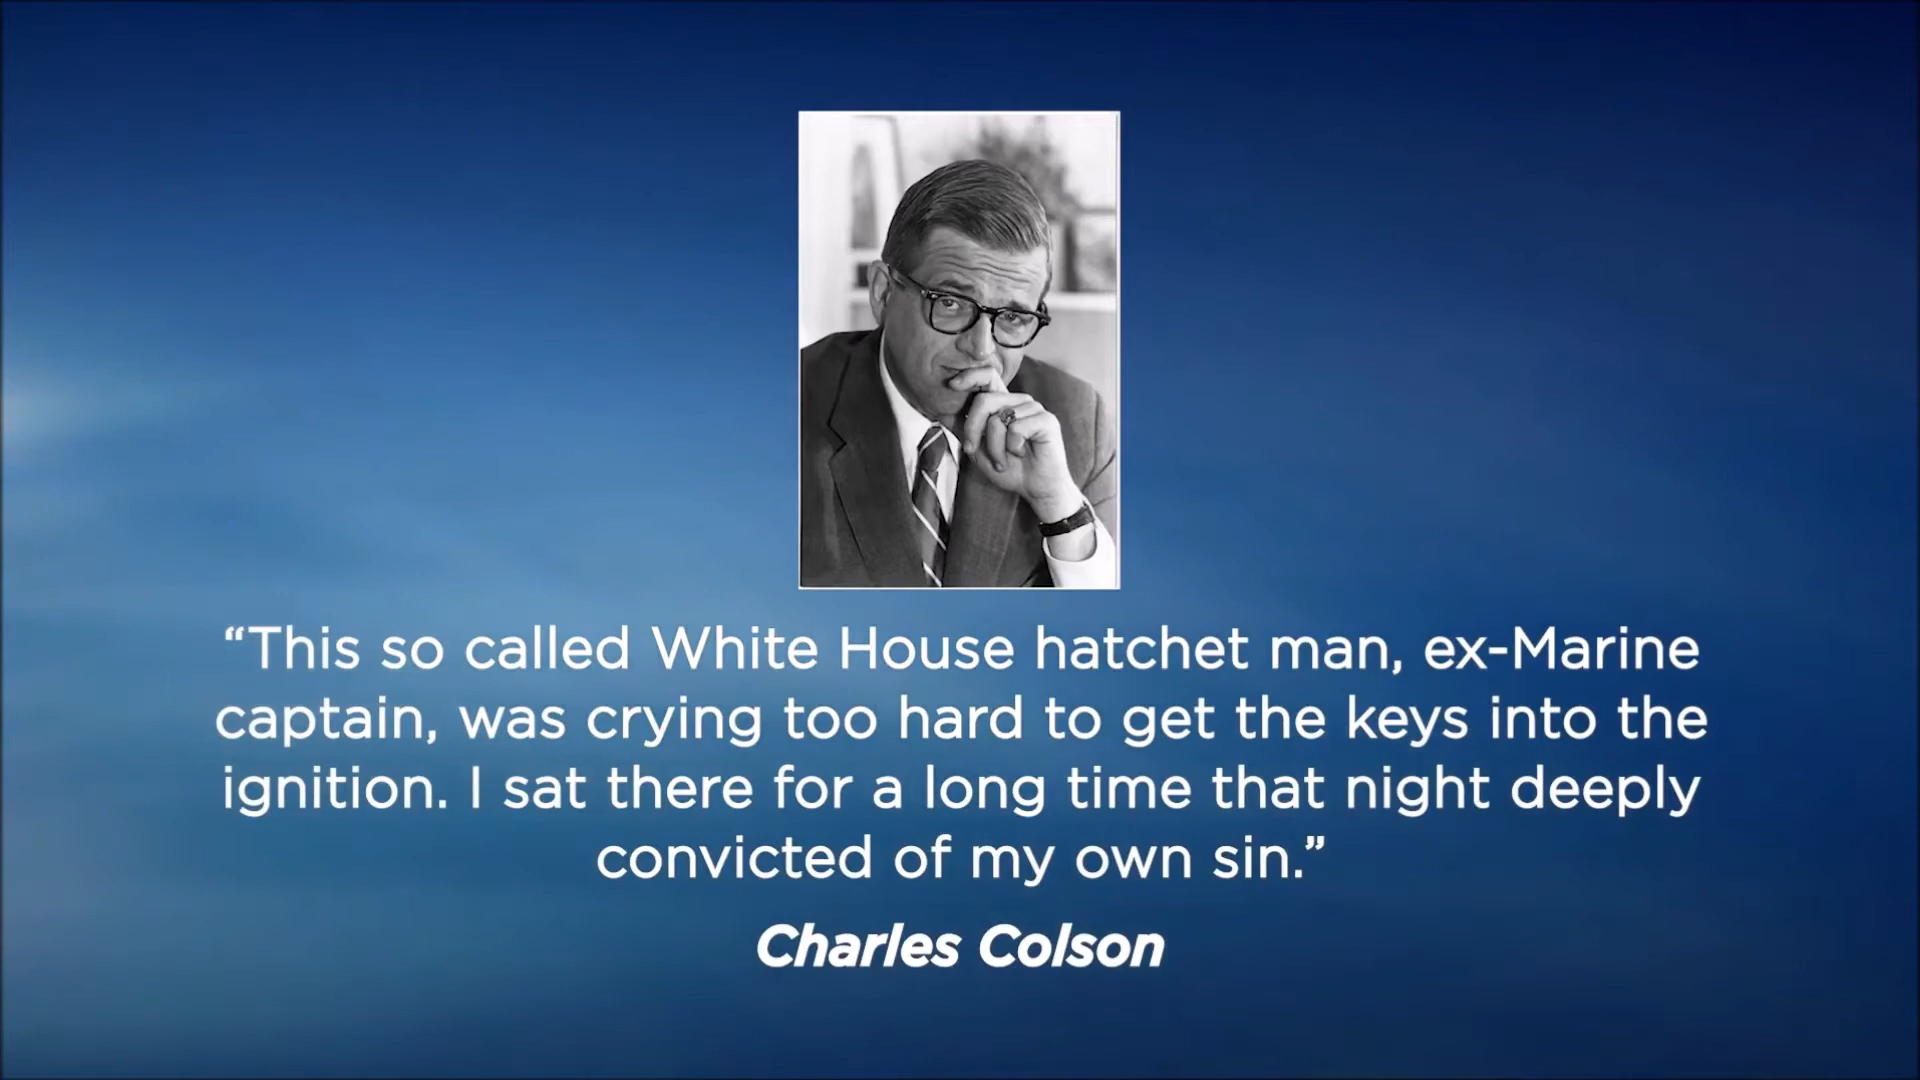 “This so called White House hatchet man, ex-Marine
captain, was crying too hard to get the keys into the
ignition. I sat there for a long time that night deeply
convicted of my own sin.”
Charles Colson